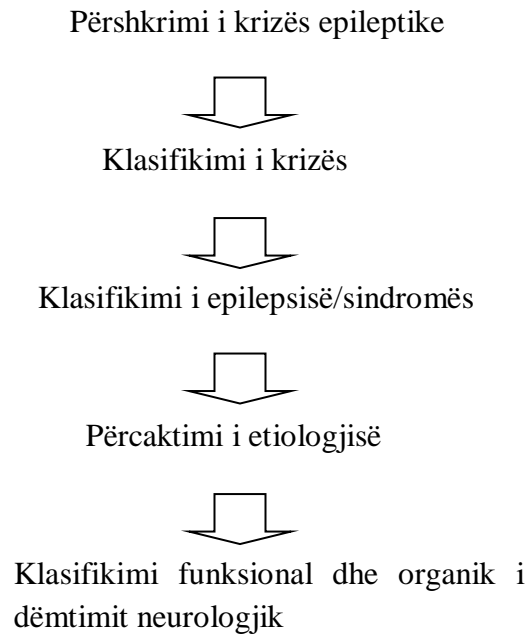 Përshkrimi i krizës epileptike
Klasifikimi i krizës
Klasifikimi i epilepsisë/sindromës
Përcaktimi i etiologjisë
Klasifikimi funksional dhe organik i
dëmtimit neurologjik